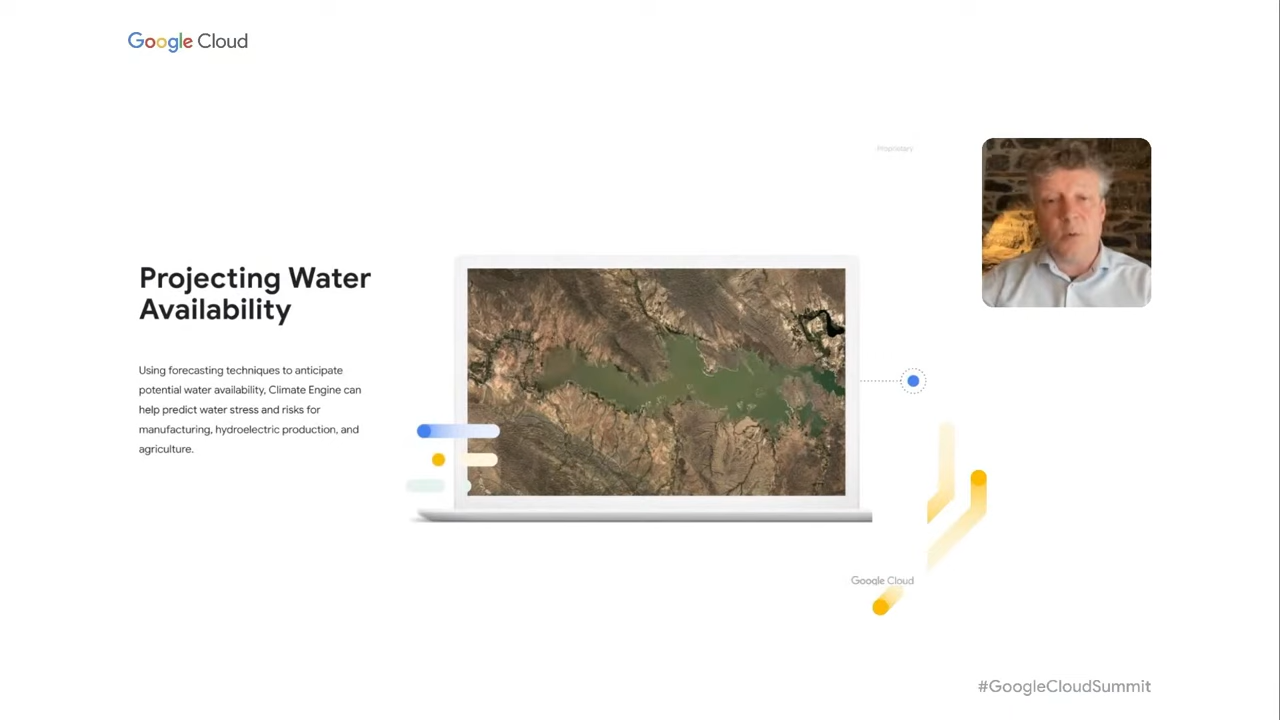 Google Cloud
Proprietary
Projecting Water
Availability
Using forecasting techniques to anticipate
potential water availability, Climate Engine can
help predict water stress and risks for
manufacturing, hydroelectric production, and
agriculture.
Google Cloud
#GoogleCloudSummit